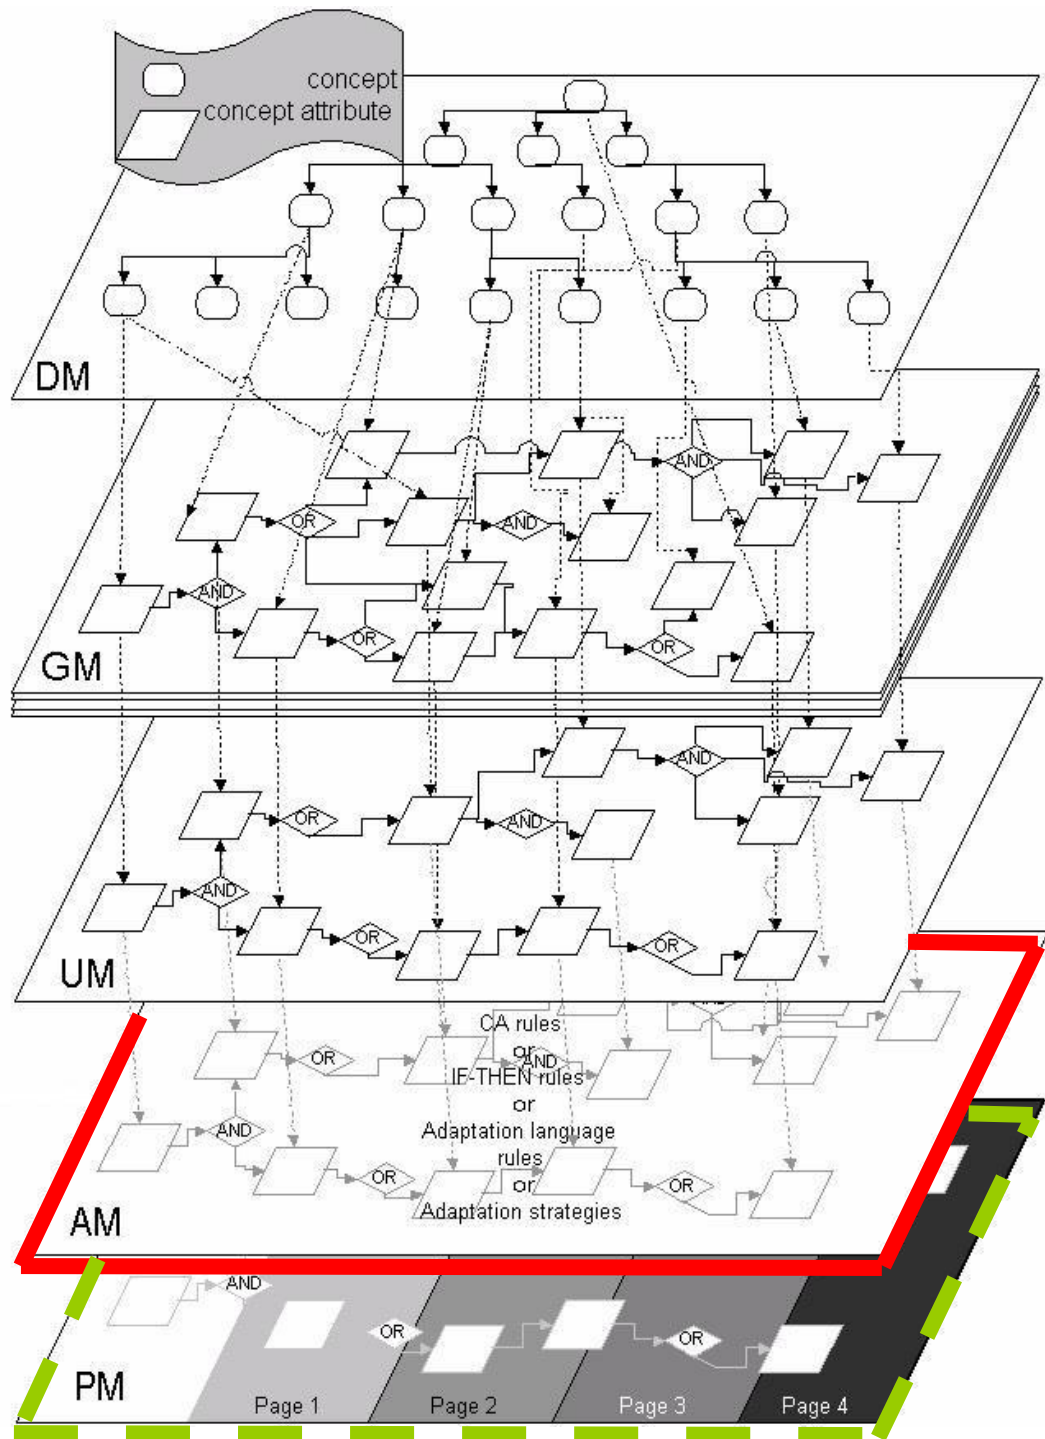 concept
concept attribute
DM
AND
OR
AND
AND
OR
OR
GM
AND
OR
AND
AND
OR
OR
UM
AND
CA rules
or
OR
AND
IF-THEN rules
or
AND
Adaptation language
rules
OR
or
OR
Adaptation strategies
AM
AND
OR
OR
PM
Page 1
Page 2
Page 3
Page 4